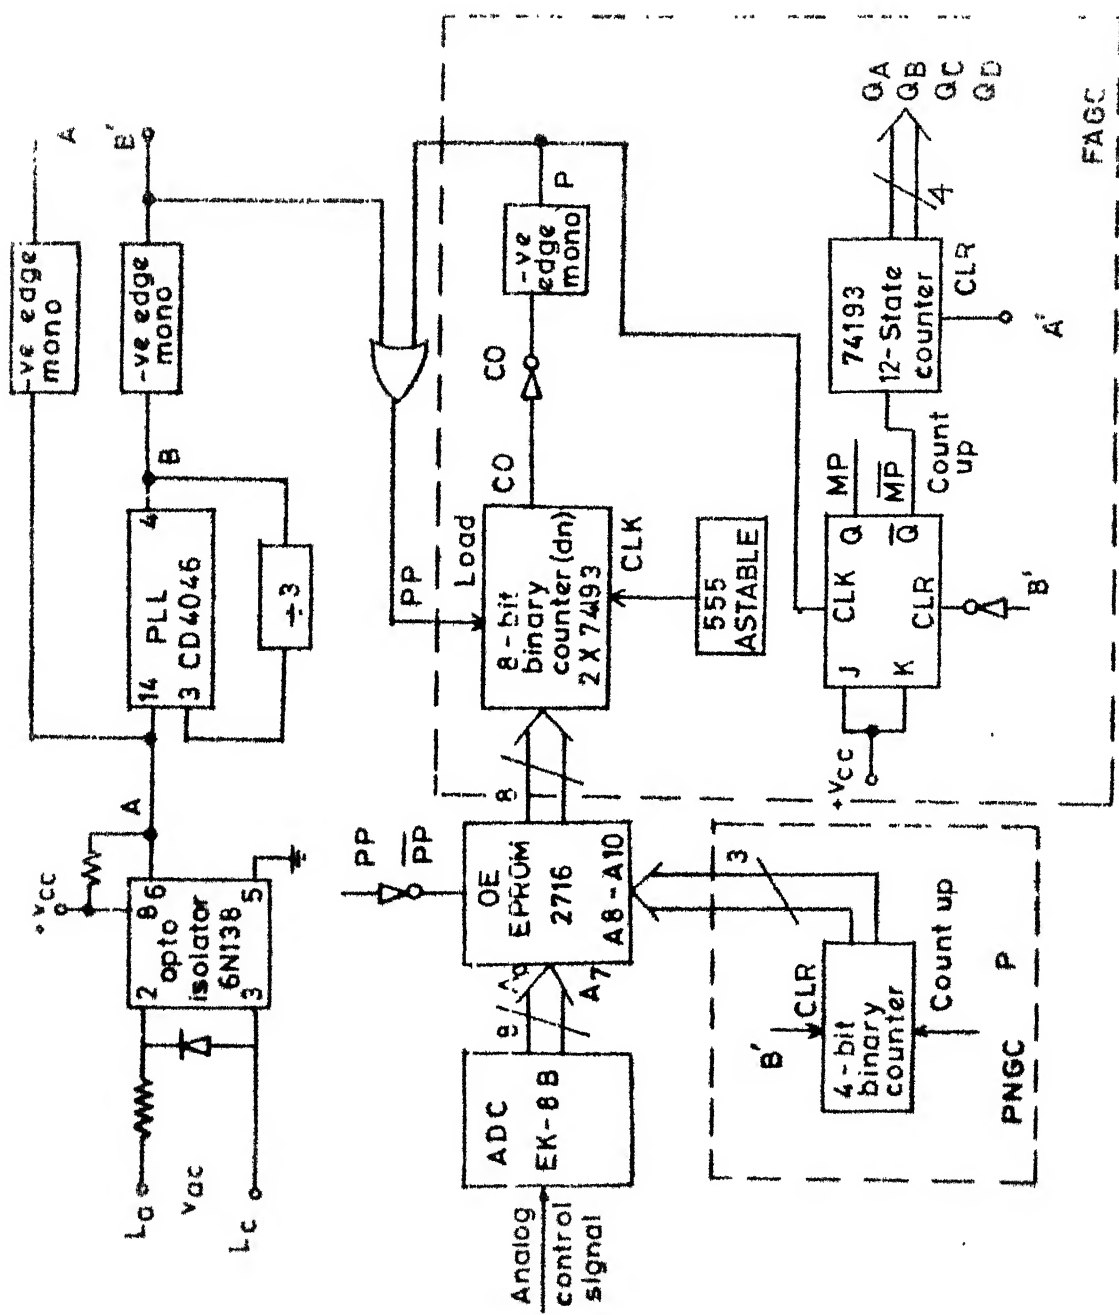 La
Vac
Lc
+Vcc
2
8
opto
isolator
6N138
6
3
5
A
14
PLL
3 CD4046
4
÷3
B
-ve edge
mono
A
-ve edge
mono
B'
Analog
control
signal
ADC
EK-8B
8
A7
PP
PP
OE
EPROM
2716
A8-A10
8
PP
Load
8-bit
binary
counter(dn)
2 X 74193
CLK
555
ASTABLE
CO
CO
-ve
edge
mono
P
B'
CLR
4-bit
binary
counter
3
Count up
P
PNGC
+Vcc
J
CLK
Q
K
CLR
Q
B'
MP
MP
Count
up
74193
12-State
counter
CLR
A'
4
QA
QB
QC
QD
FAGC